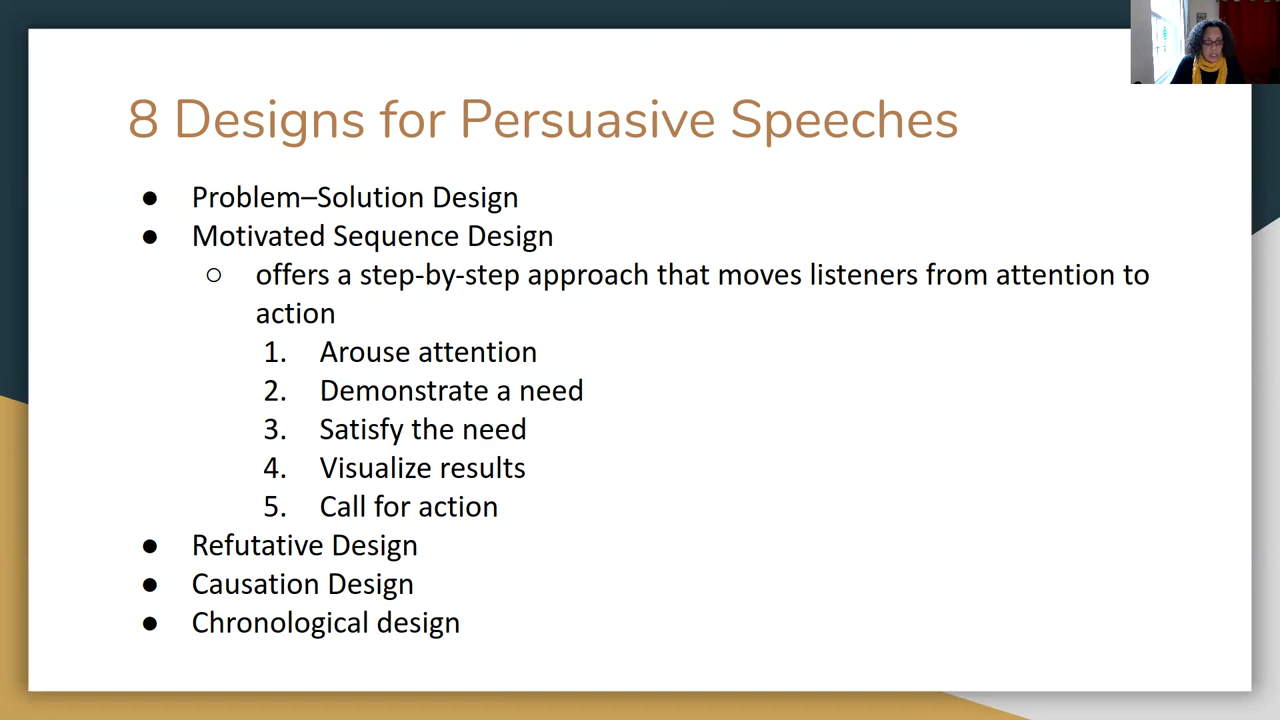 8 Designs for Persuasive Speeches
● Problem–Solution Design
● Motivated Sequence Design
○ offers a step-by-step approach that moves listeners from attention to
action
1. Arouse attention
2. Demonstrate a need
3. Satisfy the need
4. Visualize results
5. Call for action
● Refutative Design
● Causation Design
● Chronological design